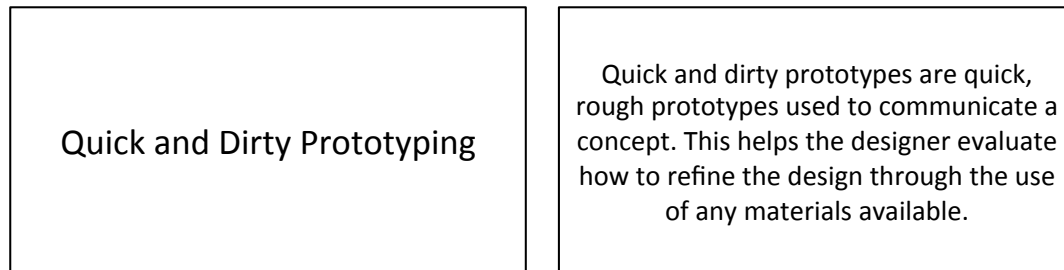 Quick and Dirty Prototyping
Quick and dirty prototypes are quick,
rough prototypes used to communicate a
concept. This helps the designer evaluate
how to refine the design through the use
of any materials available.